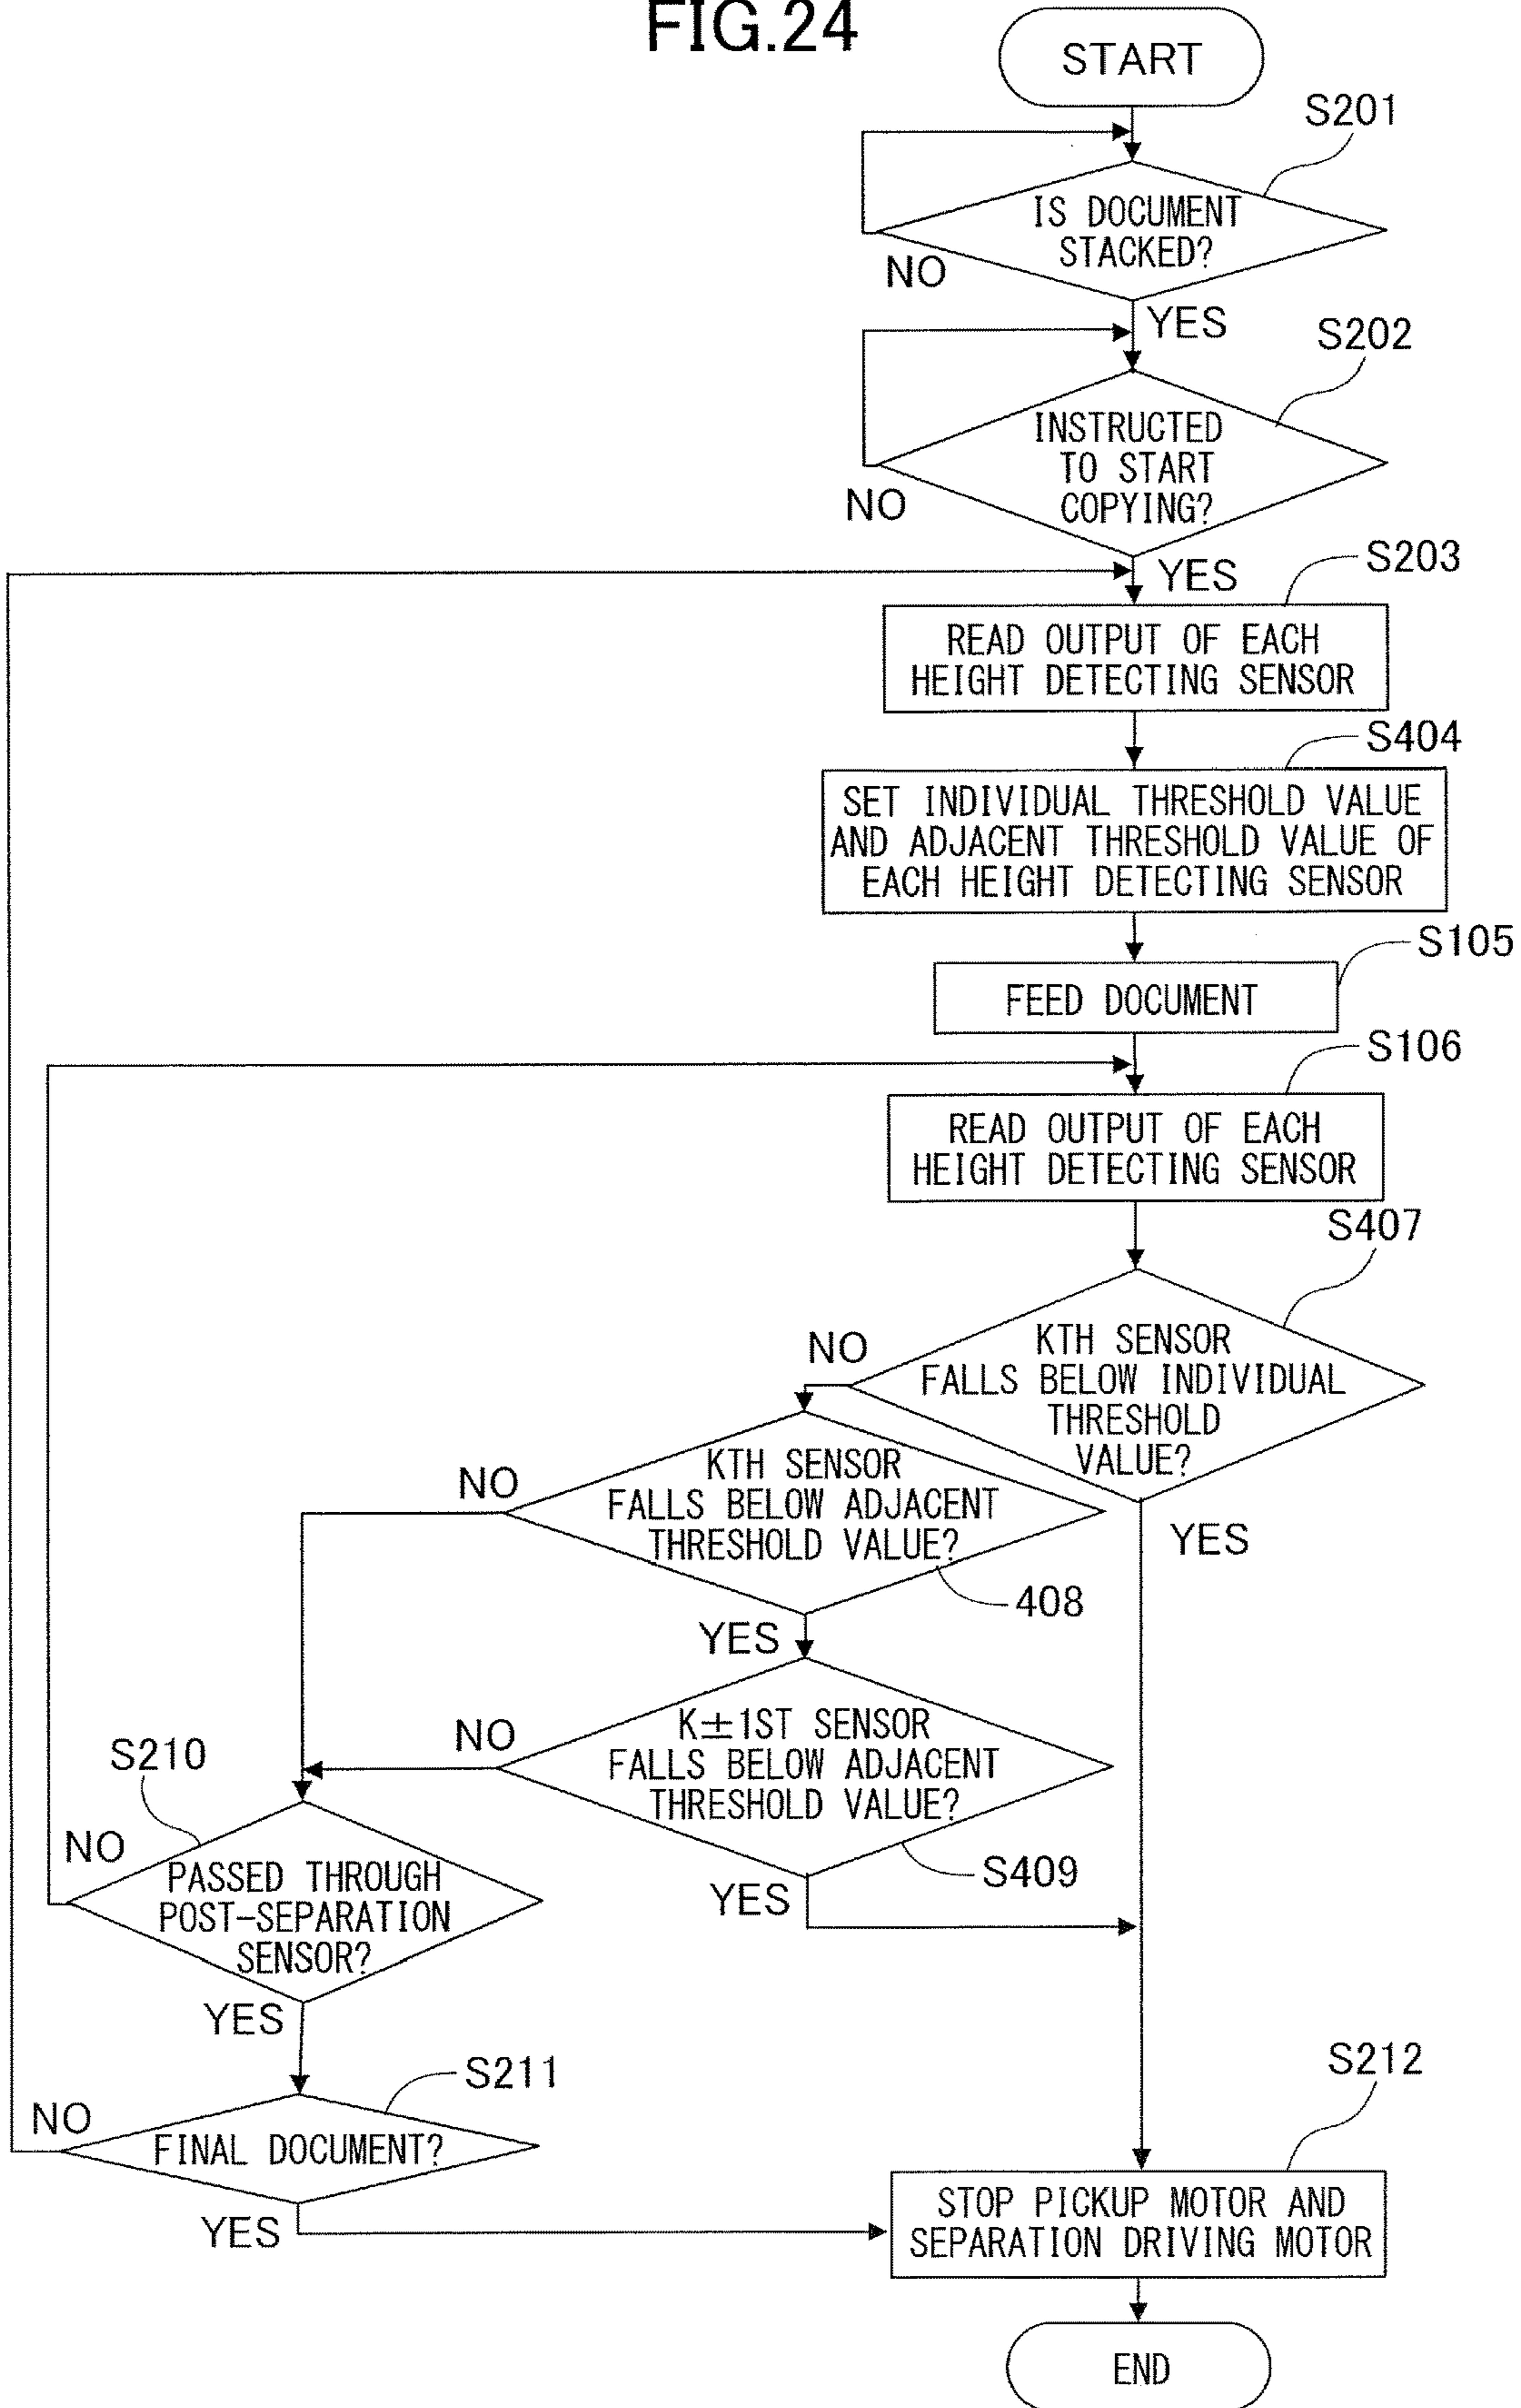 FIG.24
START
S201
IS DOCUMENT
STACKED?
NO
YES
S202
INSTRUCTED
TO START
COPYING?
NO
YES
S203
READ OUTPUT OF EACH
HEIGHT DETECTING SENSOR
S404
SET INDIVIDUAL THRESHOLD VALUE
AND ADJACENT THRESHOLD VALUE OF
EACH HEIGHT DETECTING SENSOR
S105
FEED DOCUMENT
S106
READ OUTPUT OF EACH
HEIGHT DETECTING SENSOR
S407
KTH SENSOR
FALLS BELOW INDIVIDUAL
THRESHOLD
VALUE?
NO
YES
KTH SENSOR
FALLS BELOW ADJACENT
THRESHOLD VALUE?
NO
408
YES
K±1ST SENSOR
FALLS BELOW ADJACENT
THRESHOLD VALUE?
NO
S409
YES
S210
NO
PASSED THROUGH
POST-SEPARATION
SENSOR?
YES
S211
NO
FINAL DOCUMENT?
YES
S212
STOP PICKUP MOTOR AND
SEPARATION DRIVING MOTOR
END